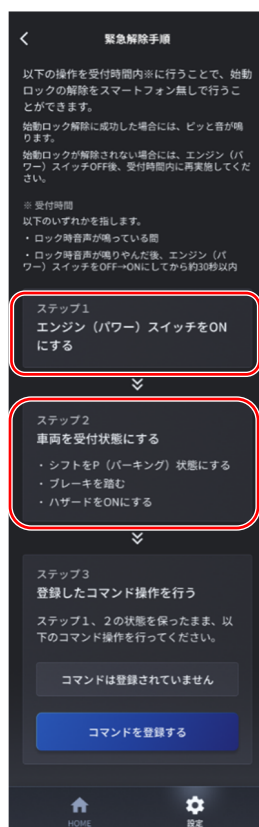 緊急解除手順
以下の操作を受付時間内※に行うことで、始動
ロックの解除をスマートフォン無しで行うこ
とができます。
始動ロック解除に成功した場合には、ピッと音が鳴
ります。
始動ロックが解除されない場合には、エンジン（パ
ワー）スイッチOFF後、受付時間内に再実施してくだ
さい。
※ 受付時間
以下のいずれかを指します。
・ロック時音声が鳴っている間
・ロック時音声が鳴りやんだ後、エンジン（パ
ワー）スイッチをOFF→ONにしてから約30秒以内
ステップ1
エンジン（パワー）スイッチをON
にする
ステップ2
車両を受付状態にする
・シフトをP（パーキング）状態にする
・ブレーキを踏む
・ハザードをONにする
ステップ3
登録したコマンド操作を行う
ステップ1、2の状態を保ったまま、以
下のコマンド操作を行ってください。
コマンドは登録されていません
コマンドを登録する
HOME
設定